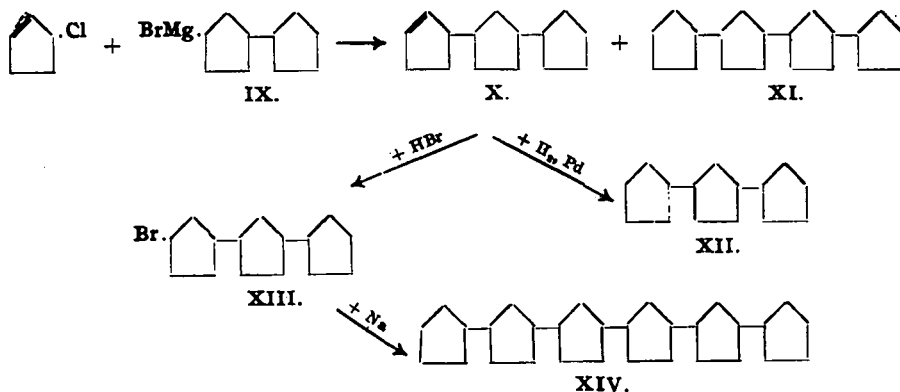 .Cl + BrMg. → +
IX. X. XI.
+ HBr + H₂, Pd
Br.
XII.
XIII.
+ Na
XIV.